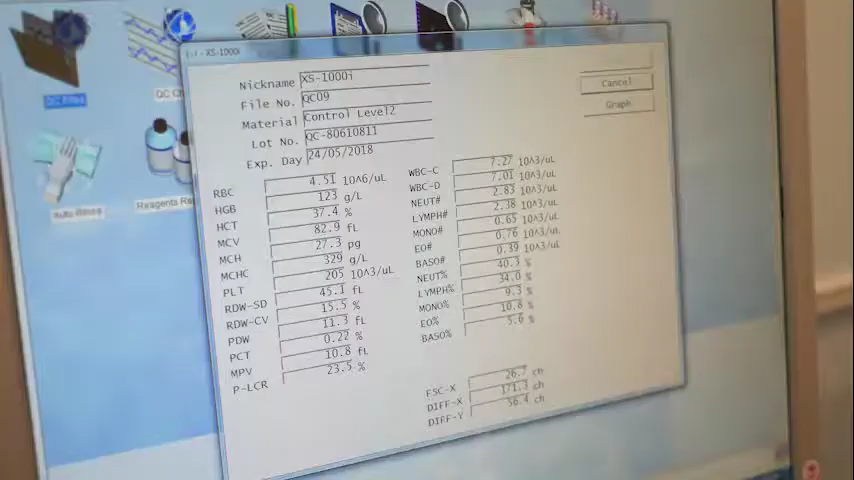 XS-1000i
Nickname XS-1000i
File No. QC09
Material Control Level2
Lot No. QC-80610811
Exp. Day 24/05/2018
Cancel
Graph
RBC 4.51 10^6/uL
HGB 123 g/L
HCT 37.4 %
MCV 82.9 fL
MCH 27.3 pg
MCHC 329 g/L
PLT 205 10^3/uL
RDW-SD 45.1 fL
RDW-CV 15.5 %
PDW 11.3 fL
PCT 0.22 %
MPV 10.8 fL
P-LCR 23.5 %
WBC-C 7.27 10^3/uL
WBC-D 7.01 10^3/uL
NEUT# 2.83 10^3/uL
LYMPH# 2.38 10^3/uL
MONO# 0.65 10^3/uL
EO# 0.76 10^3/uL
BASO# 0.39 10^3/uL
NEUT% 40.3 %
LYMPH% 34.0 %
MONO% 9.3 %
EO% 10.8 %
BASO% 5.6 %
FSC-X 26.7 ch
DIFF-X 171.3 ch
DIFF-Y 56.4 ch
QC Files
Auto Rinse